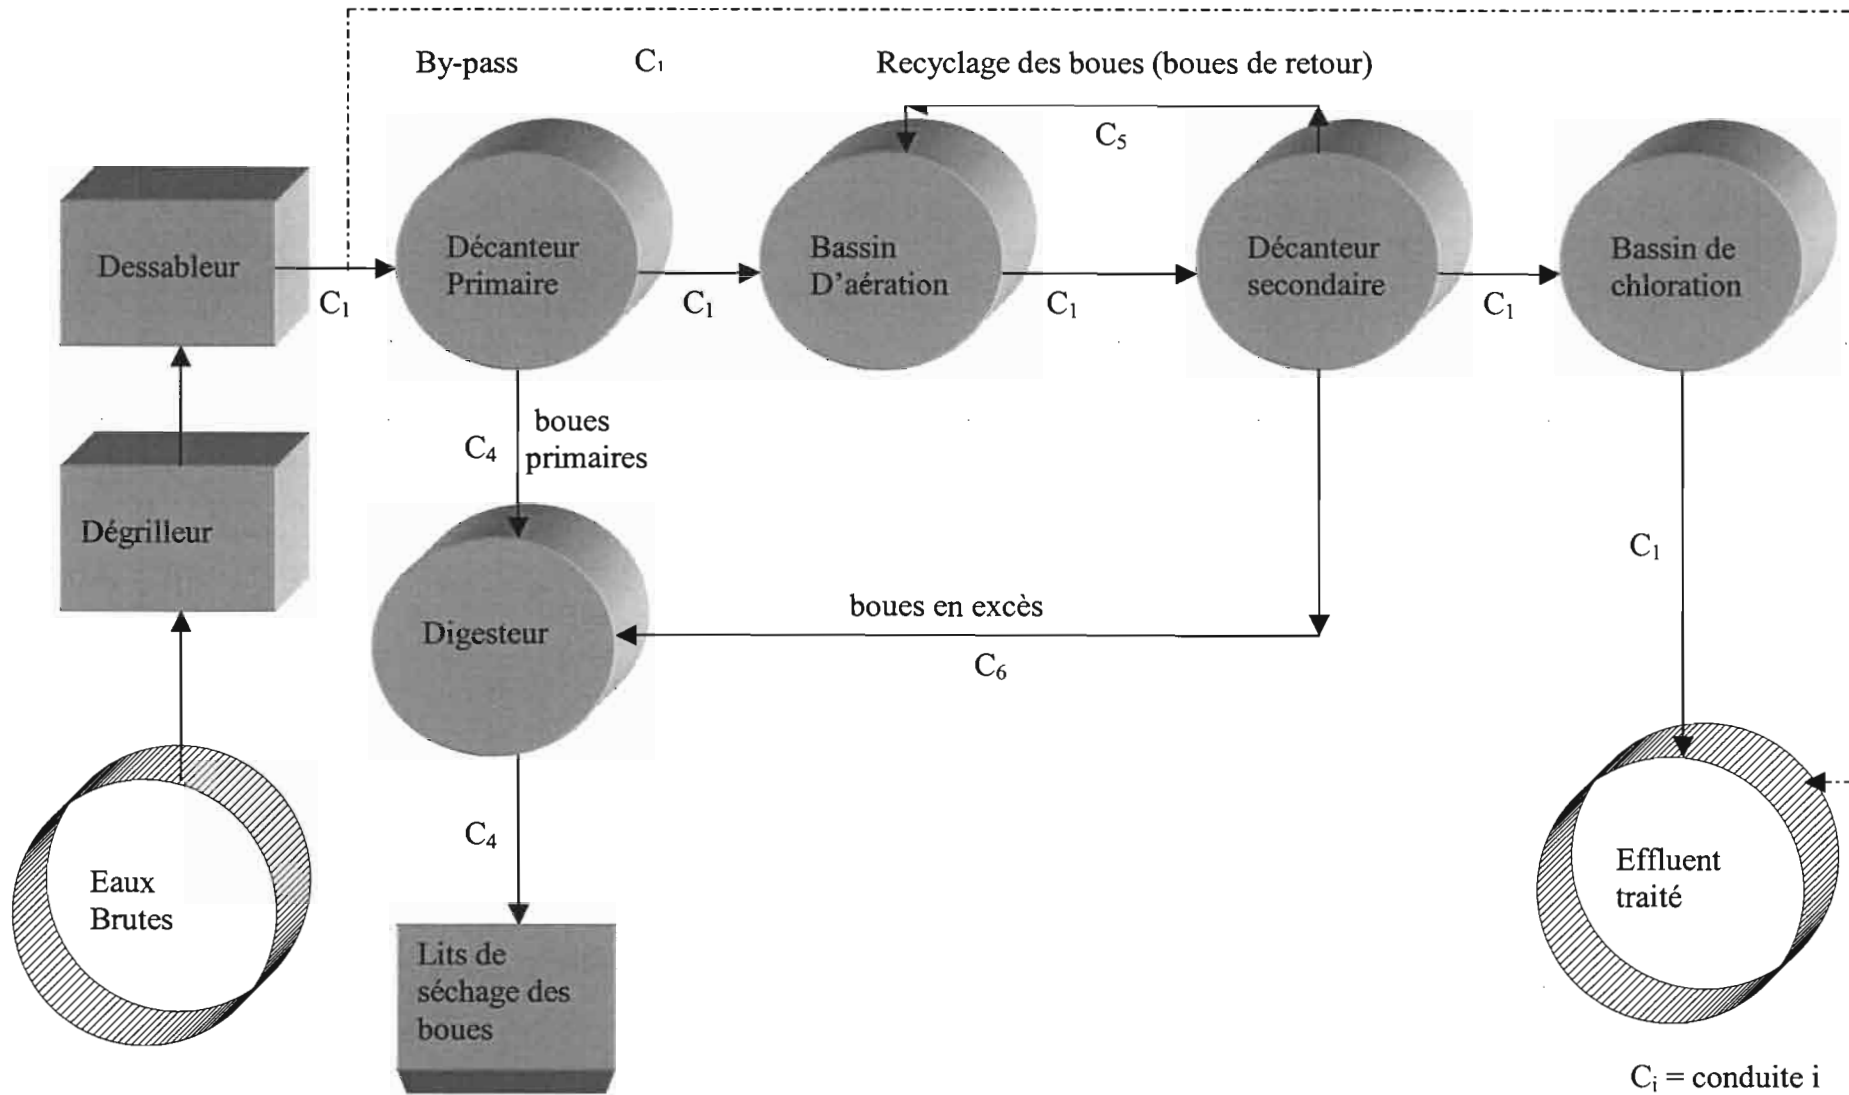 By-pass C₁ Recyclage des boues (boues de retour)
C₅
Dessableur
C₁
Décanteur
Primaire
C₁
Bassin
D'aération
C₁
Décanteur
secondaire
C₁
Bassin de
chloration
boues
primaires
C₄
Dégrilleur
C₁
Digesteur
boues en excès
C₆
C₄
Eaux
Brutes
Effluent
traité
Lits de
séchage des
boues
Cᵢ = conduite i